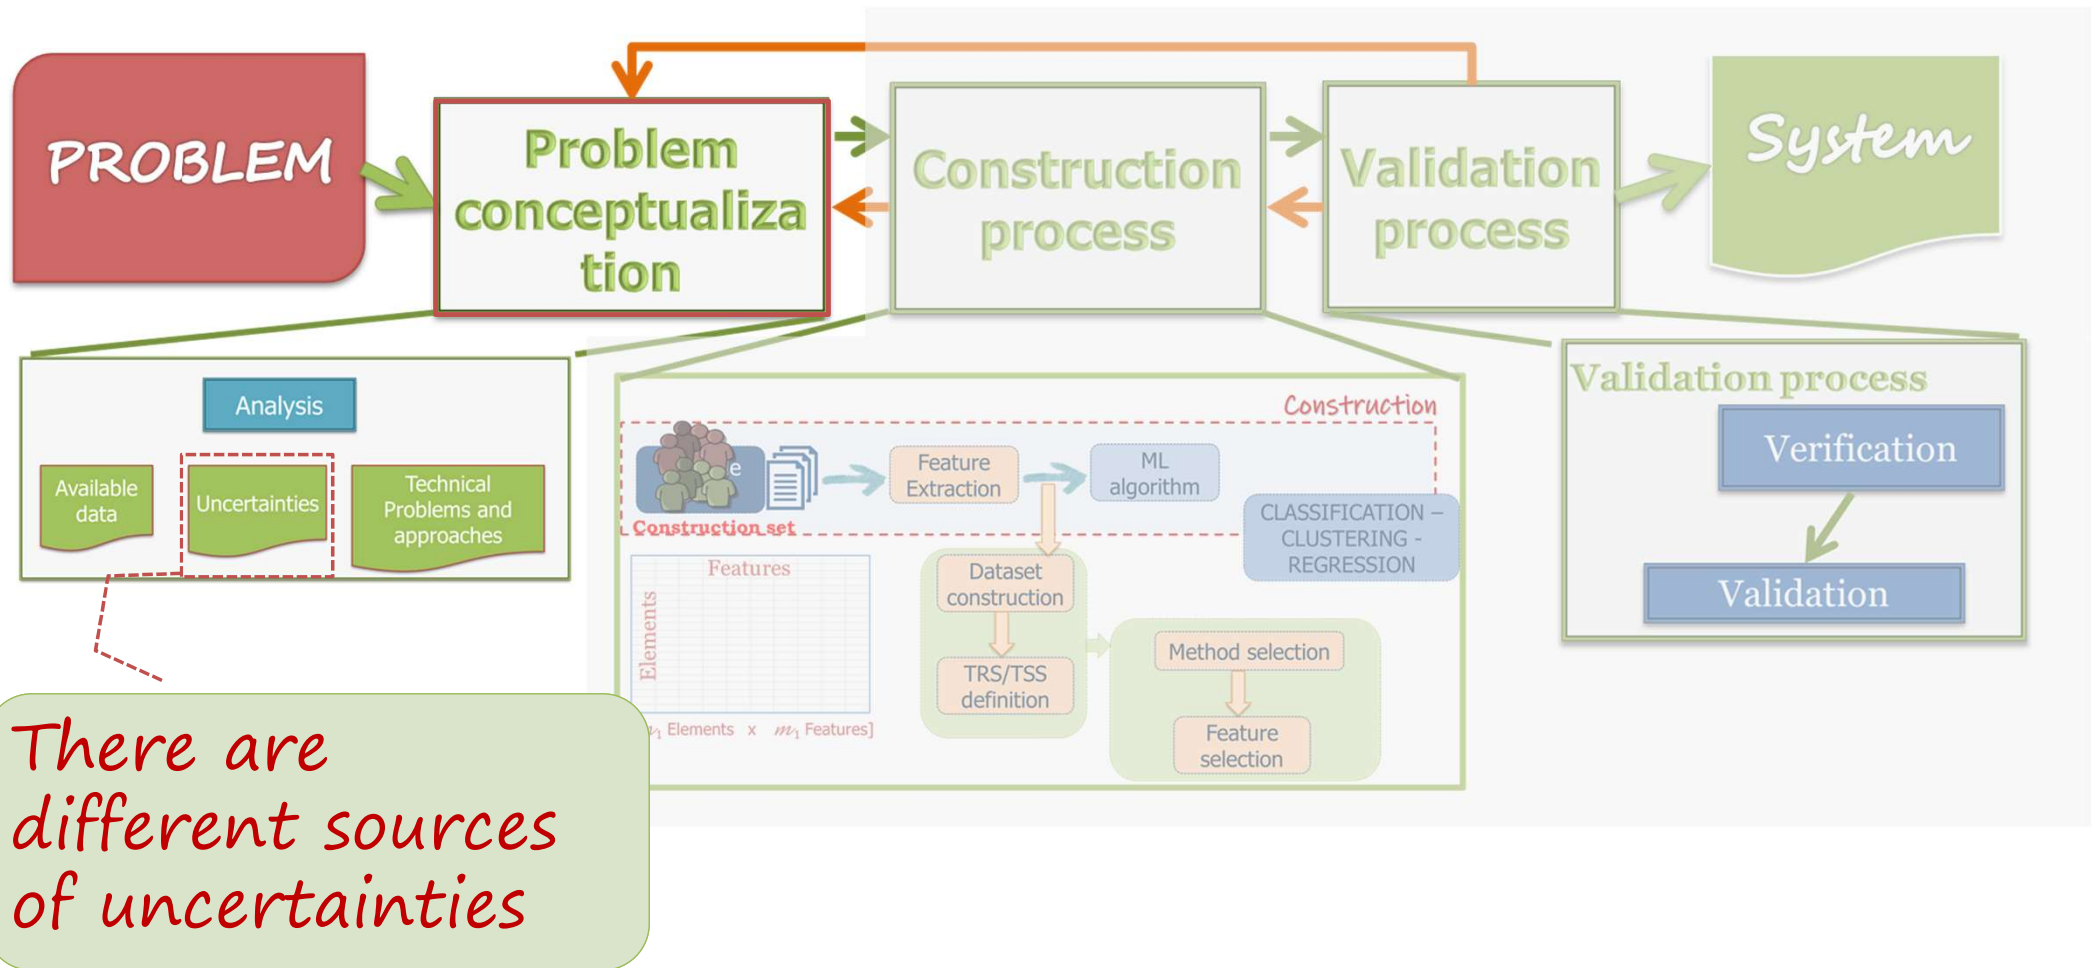 PROBLEM
Problem
conceptualiza
tion
Construction
process
Validation
process
System
Analysis
Available
data
Uncertainties
Technical
Problems and
approaches
Construction
e
Construction set
Feature
Extraction
ML
algorithm
CLASSIFICATION –
CLUSTERING -
REGRESSION
Features
Elements
1 Elements x m1 Features]
Dataset
construction
TRS/TSS
definition
Method selection
Feature
selection
Validation process
Verification
Validation
There are
different sources
of uncertainties